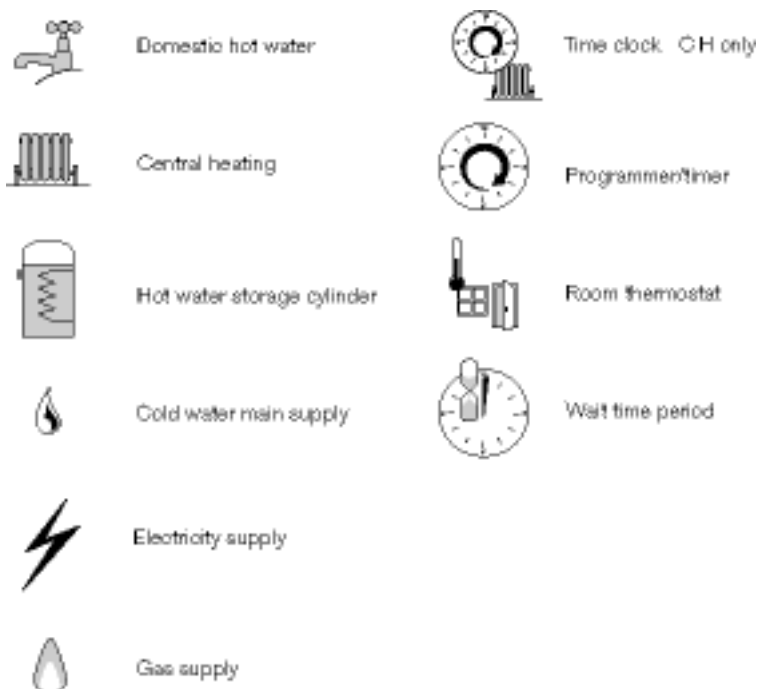 Domestic hot water
Central heating
Hot water storage cylinder
Cold water main supply
Electricity supply
Gas supply
Time clock CH only
Programmer/timer
Room thermostat
Wait time period